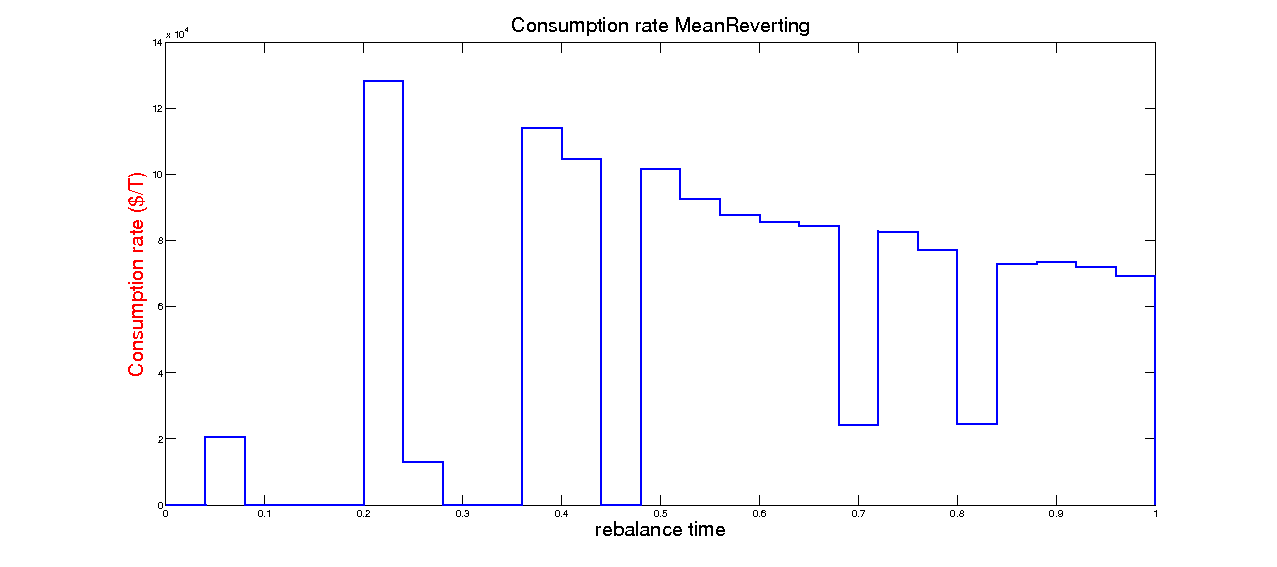 Consumption rate MeanReverting
x 10^4
14
12
10
8
6
4
2
0
Consumption rate ($/T)
0 0.1 0.2 0.3 0.4 0.5 0.6 0.7 0.8 0.9 1
rebalance time